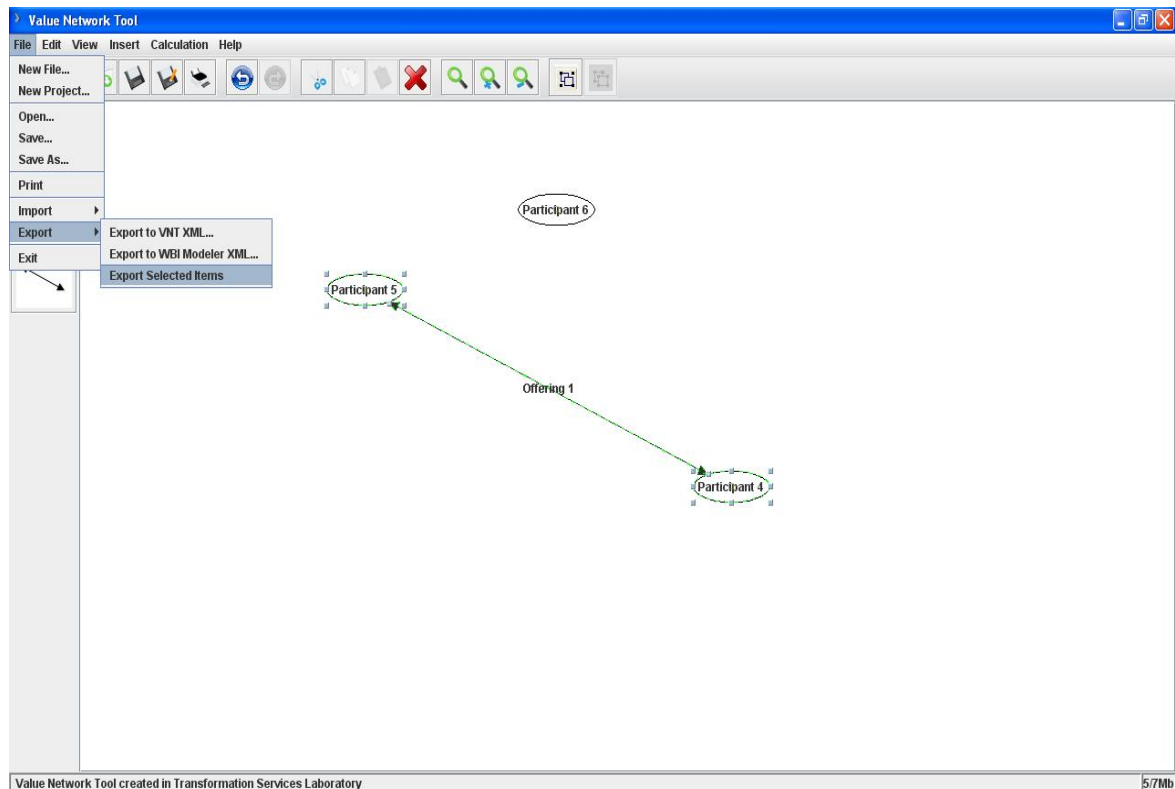 Value Network Tool
File Edit View Insert Calculation Help
New File...
New Project...
Open...
Save...
Save As...
Print
Import
Export
Exit
Export to VNT XML...
Export to WBI Modeler XML...
Export Selected Items
Participant 6
Participant 5
Offering 1
Participant 4
Value Network Tool created in Transformation Services Laboratory
5/7Mb